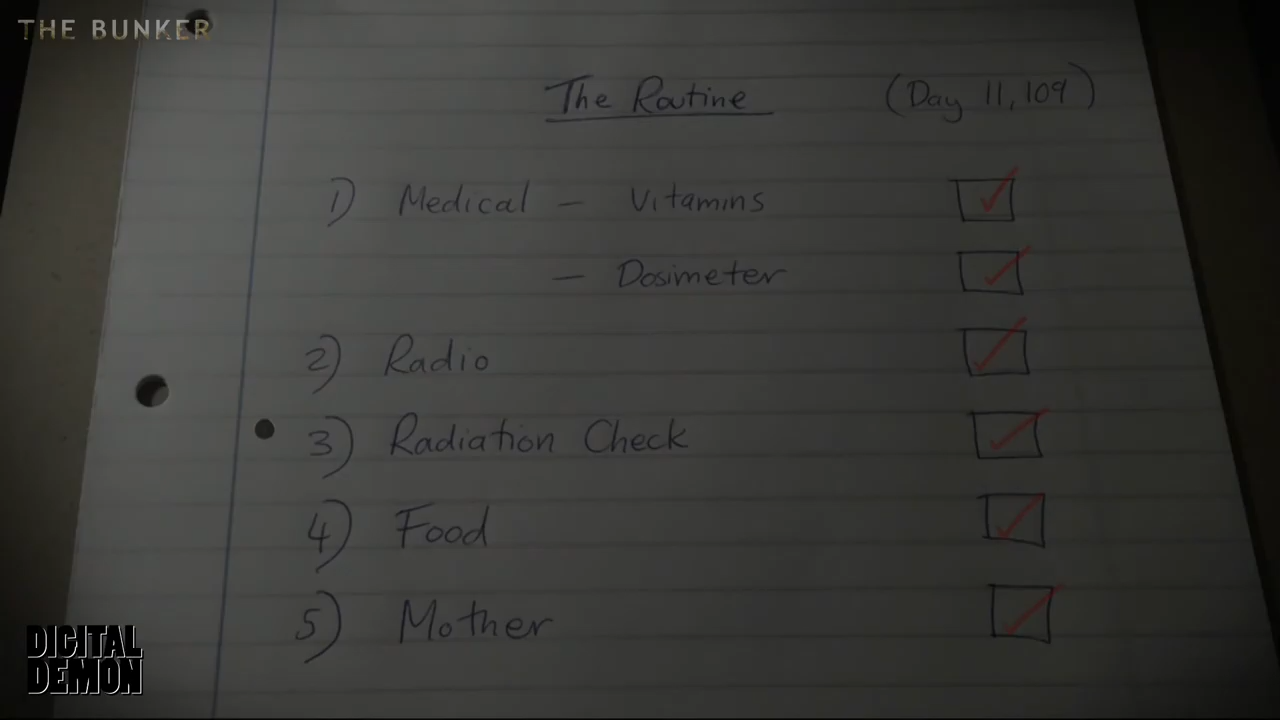 THE BUNKER
The Routine (Day 11,109)
1) Medical - Vitamins
- Dosimeter
2) Radio
3) Radiation Check
4) Food
5) Mother
DIGITAL
DEMON